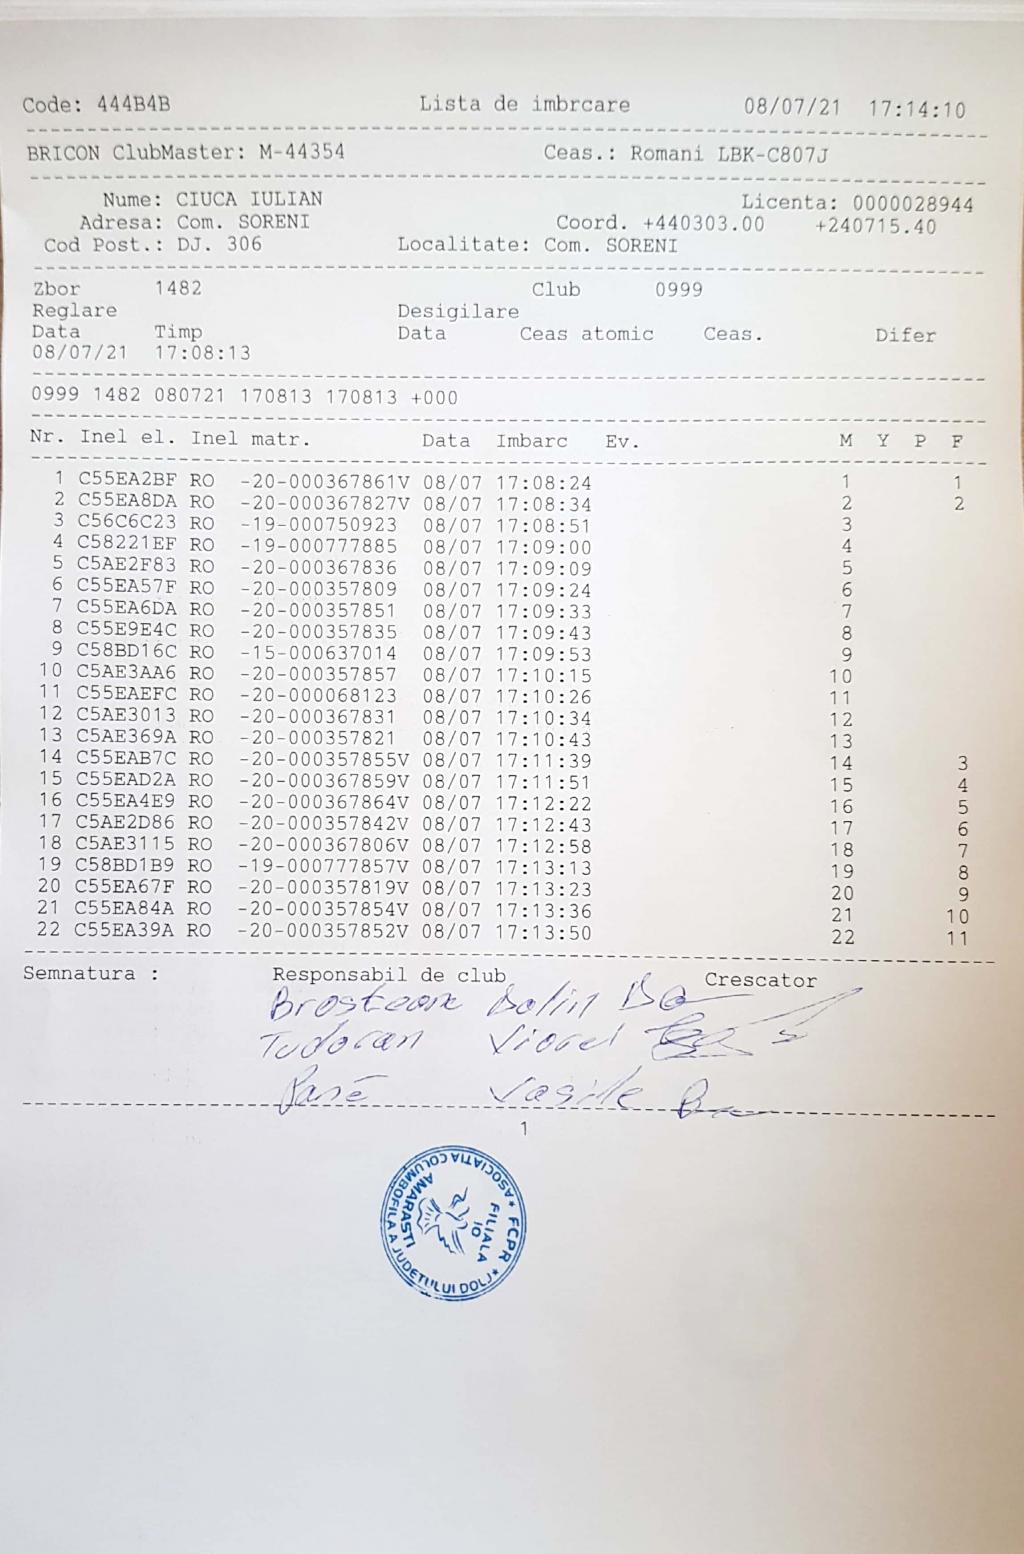 Code: 444B4B Lista de imbrcare 08/07/21 17:14:10
BRICON ClubMaster: M-44354 Ceas.: Romani LBK-C807J
Nume: CIUCA IULIAN Licenta: 0000028944
Adresa: Com. SORENI Coord. +440303.00 +240715.40
Cod Post.: DJ. 306 Localitate: Com. SORENI
Zbor 1482 Club 0999
Reglare Desigilare
Data Timp Data Ceas atomic Ceas. Difer
08/07/21 17:08:13
0999 1482 080721 170813 170813 +000
Nr. Inel el. Inel matr. Data Imbarc Ev. M Y P F
1 C55EA2BF RO -20-000367861V 08/07 17:08:24 1 1
2 C55EA8DA RO -20-000367827V 08/07 17:08:34 2 2
3 C56C6C23 RO -19-000750923 08/07 17:08:51 3
4 C58221EF RO -19-000777885 08/07 17:09:00 4
5 C5AE2F83 RO -20-000367836 08/07 17:09:09 5
6 C55EA57F RO -20-000357809 08/07 17:09:24 6
7 C55EA6DA RO -20-000357851 08/07 17:09:33 7
8 C55E9E4C RO -20-000357835 08/07 17:09:43 8
9 C58BD16C RO -15-000637014 08/07 17:09:53 9
10 C5AE3AA6 RO -20-000357857 08/07 17:10:15 10
11 C55EAEFC RO -20-000068123 08/07 17:10:26 11
12 C5AE3013 RO -20-000367831 08/07 17:10:34 12
13 C5AE369A RO -20-000357821 08/07 17:10:43 13
14 C55EAB7C RO -20-000357855V 08/07 17:11:39 14 3
15 C55EAD2A RO -20-000367859V 08/07 17:11:51 15 4
16 C55EA4E9 RO -20-000367864V 08/07 17:12:22 16 5
17 C5AE2D86 RO -20-000357842V 08/07 17:12:43 17 6
18 C5AE3115 RO -20-000367806V 08/07 17:12:58 18 7
19 C58BD1B9 RO -19-000777857V 08/07 17:13:13 19 8
20 C55EA67F RO -20-000357819V 08/07 17:13:23 20 9
21 C55EA84A RO -20-000357854V 08/07 17:13:36 21 10
22 C55EA39A RO -20-000357852V 08/07 17:13:50 22 11
Semnatura : Responsabil de club Crescator
Tudoran Viorel
Vasile
1
ASOCIATIA COLUMBOFILA A JUDETULUI DOLJ * FCPR *
FILIALA
10
AMARASTI